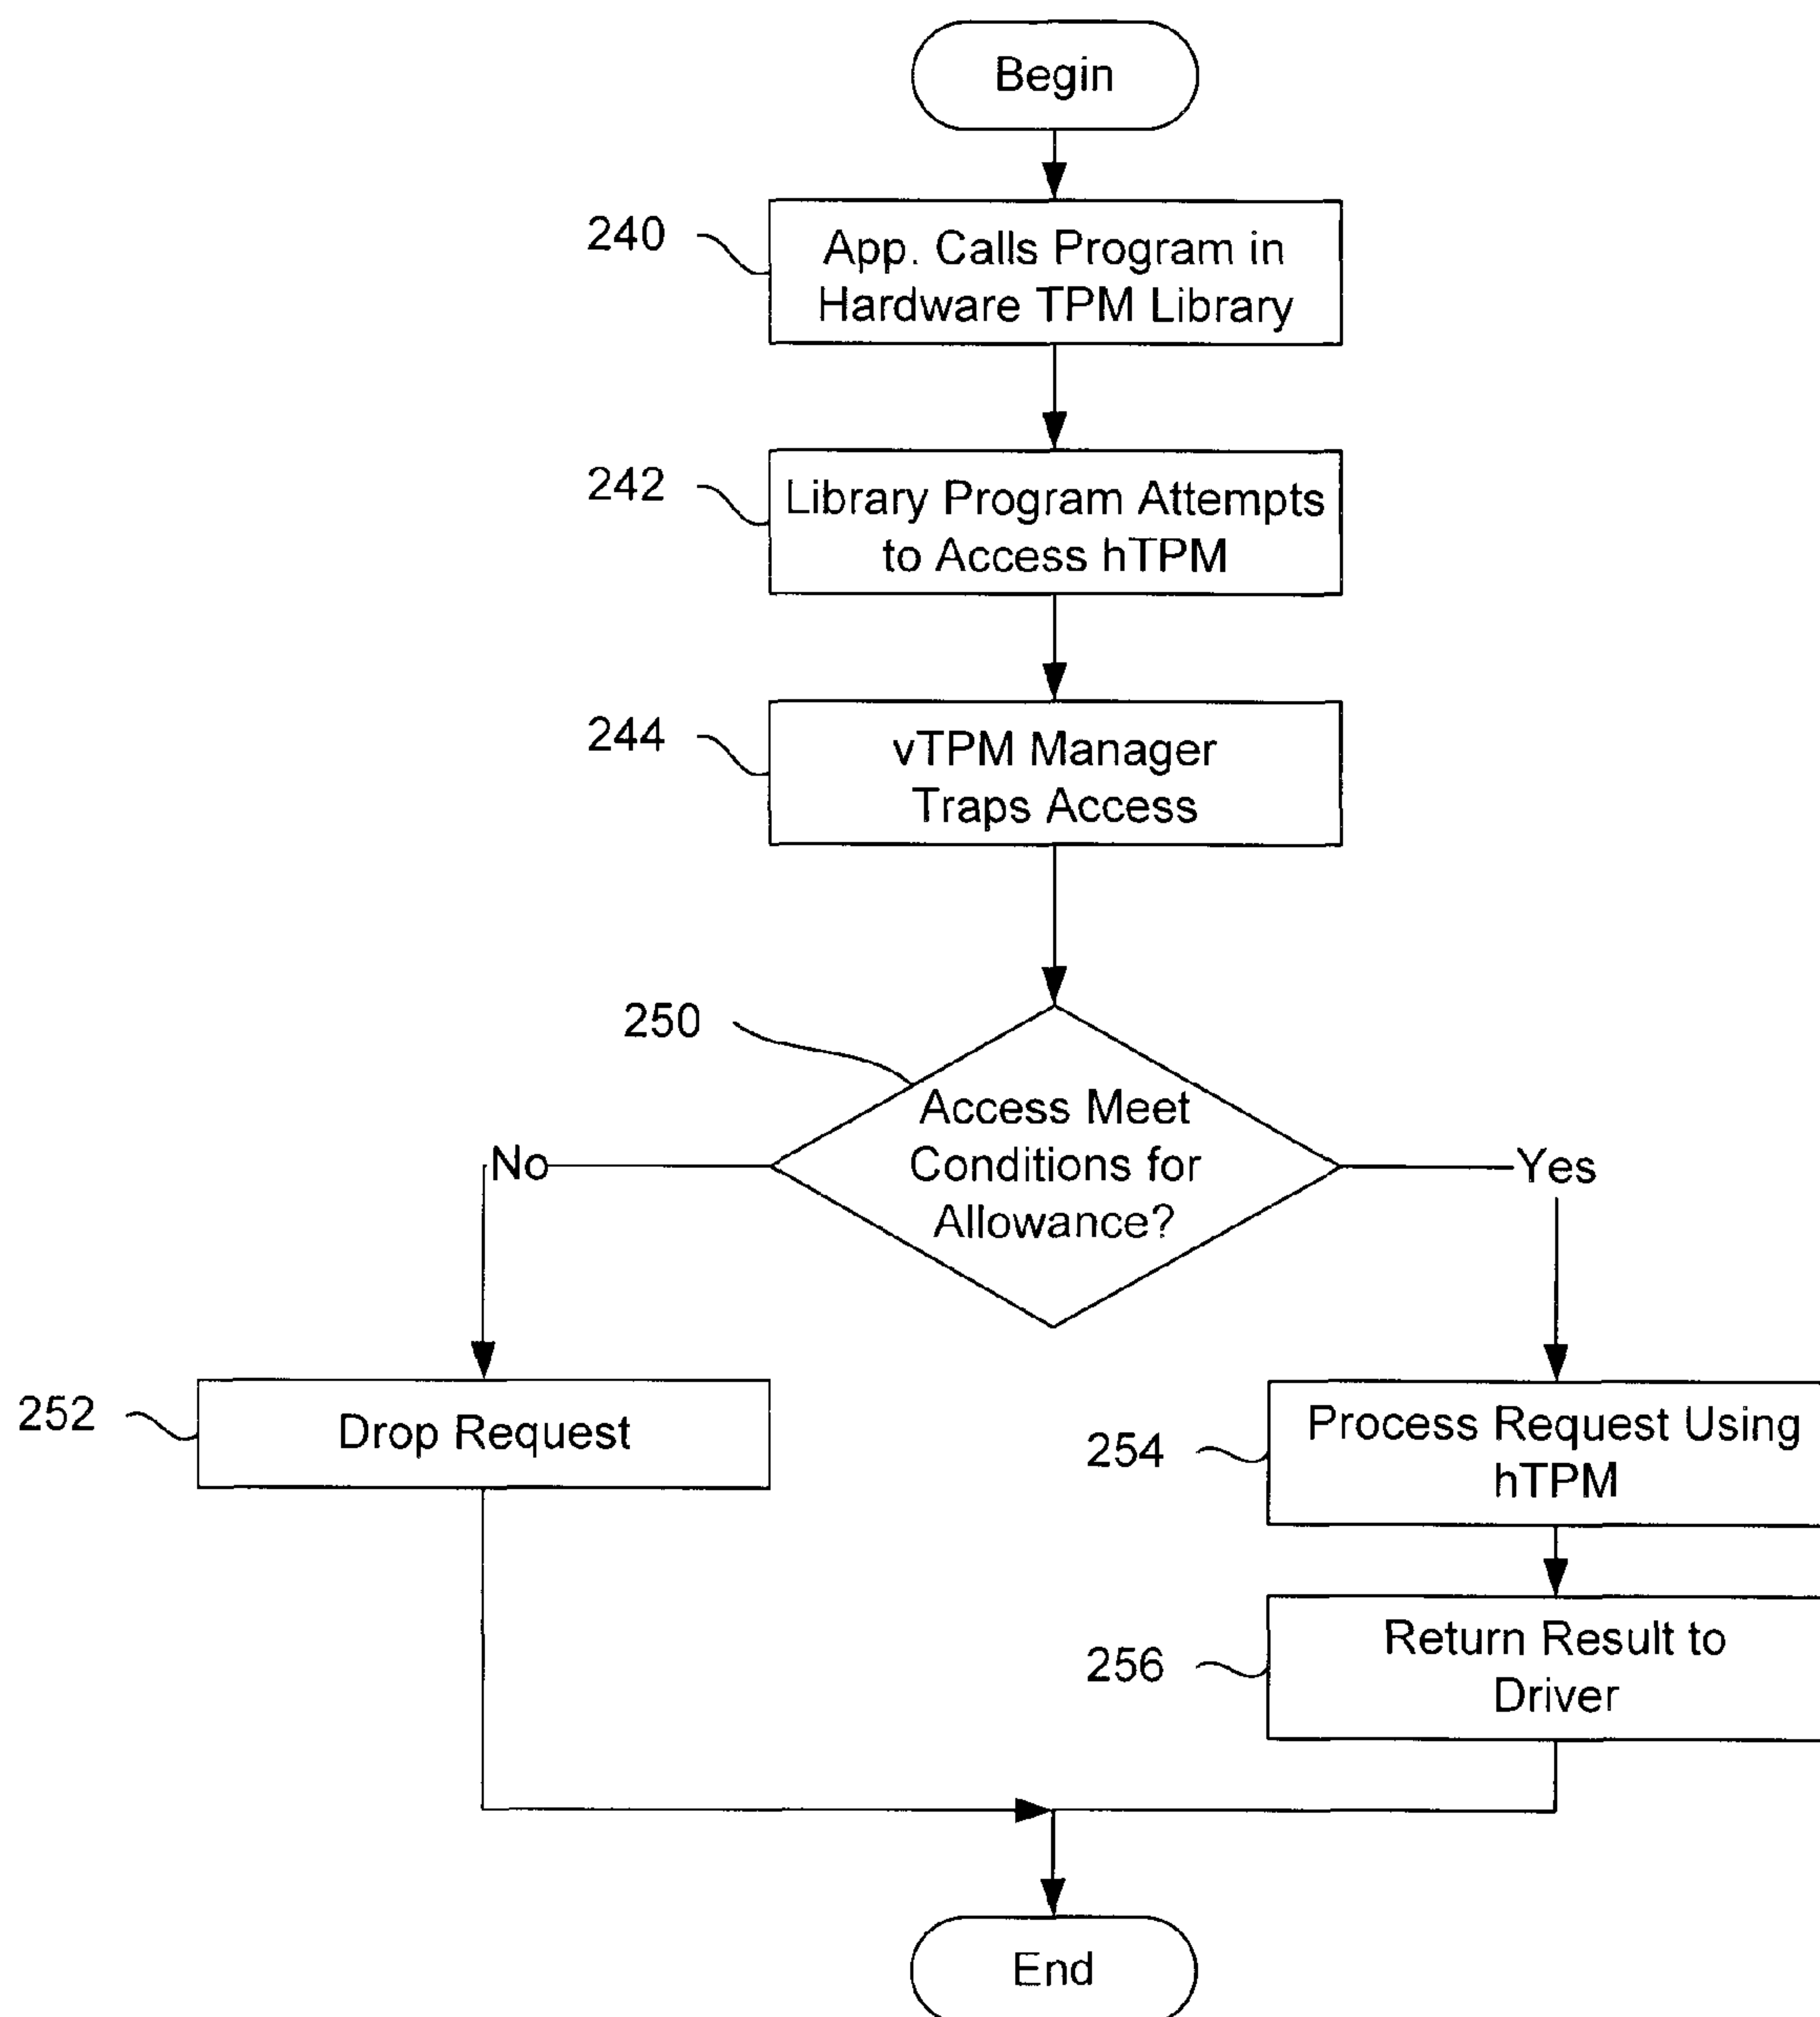 Begin
240
App. Calls Program in
Hardware TPM Library
242
Library Program Attempts
to Access hTPM
244
vTPM Manager
Traps Access
250
Access Meet
Conditions for
Allowance?
No
Yes
252
Drop Request
254
Process Request Using
hTPM
256
Return Result to
Driver
End